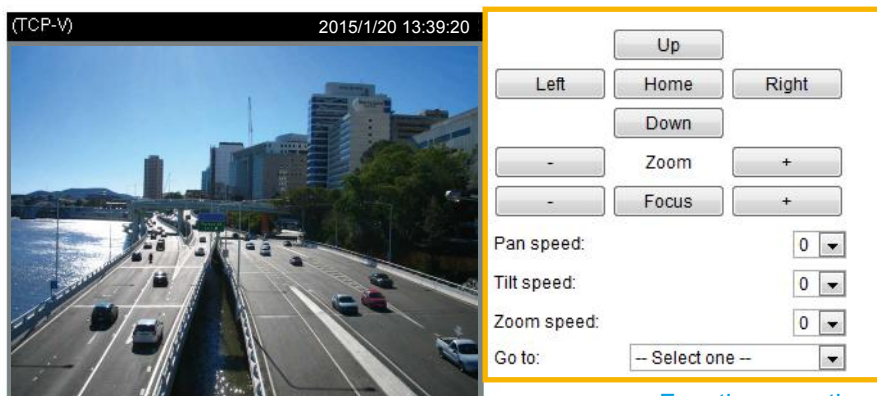 (TCP-V) 2015/1/20 13:39:20
Up
Left Home Right
Down
- Zoom +
- Focus +
Pan speed: 0
Tilt speed: 0
Zoom speed: 0
Go to: -- Select one --